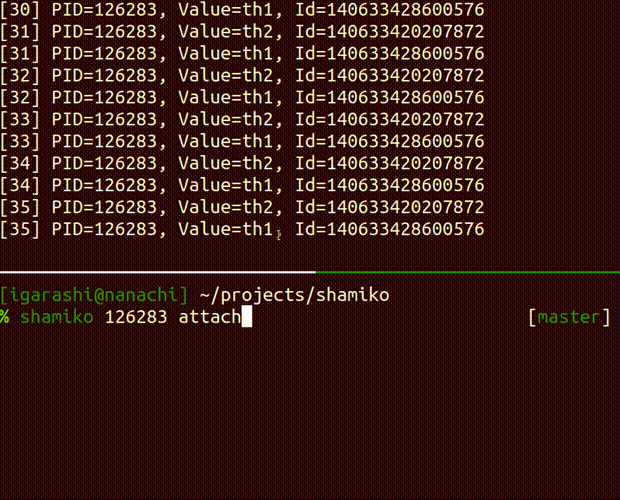 [30] PID=126283, Value=th1, Id=140633428600576
[31] PID=126283, Value=th2, Id=140633420207872
[31] PID=126283, Value=th1, Id=140633428600576
[32] PID=126283, Value=th2, Id=140633420207872
[32] PID=126283, Value=th1, Id=140633428600576
[33] PID=126283, Value=th2, Id=140633420207872
[33] PID=126283, Value=th1, Id=140633428600576
[34] PID=126283, Value=th2, Id=140633420207872
[34] PID=126283, Value=th1, Id=140633428600576
[35] PID=126283, Value=th2, Id=140633420207872
[35] PID=126283, Value=th1, Id=140633428600576
[igarashi@nanachi] ~/projects/shamiko
% shamiko 126283 attach [master]